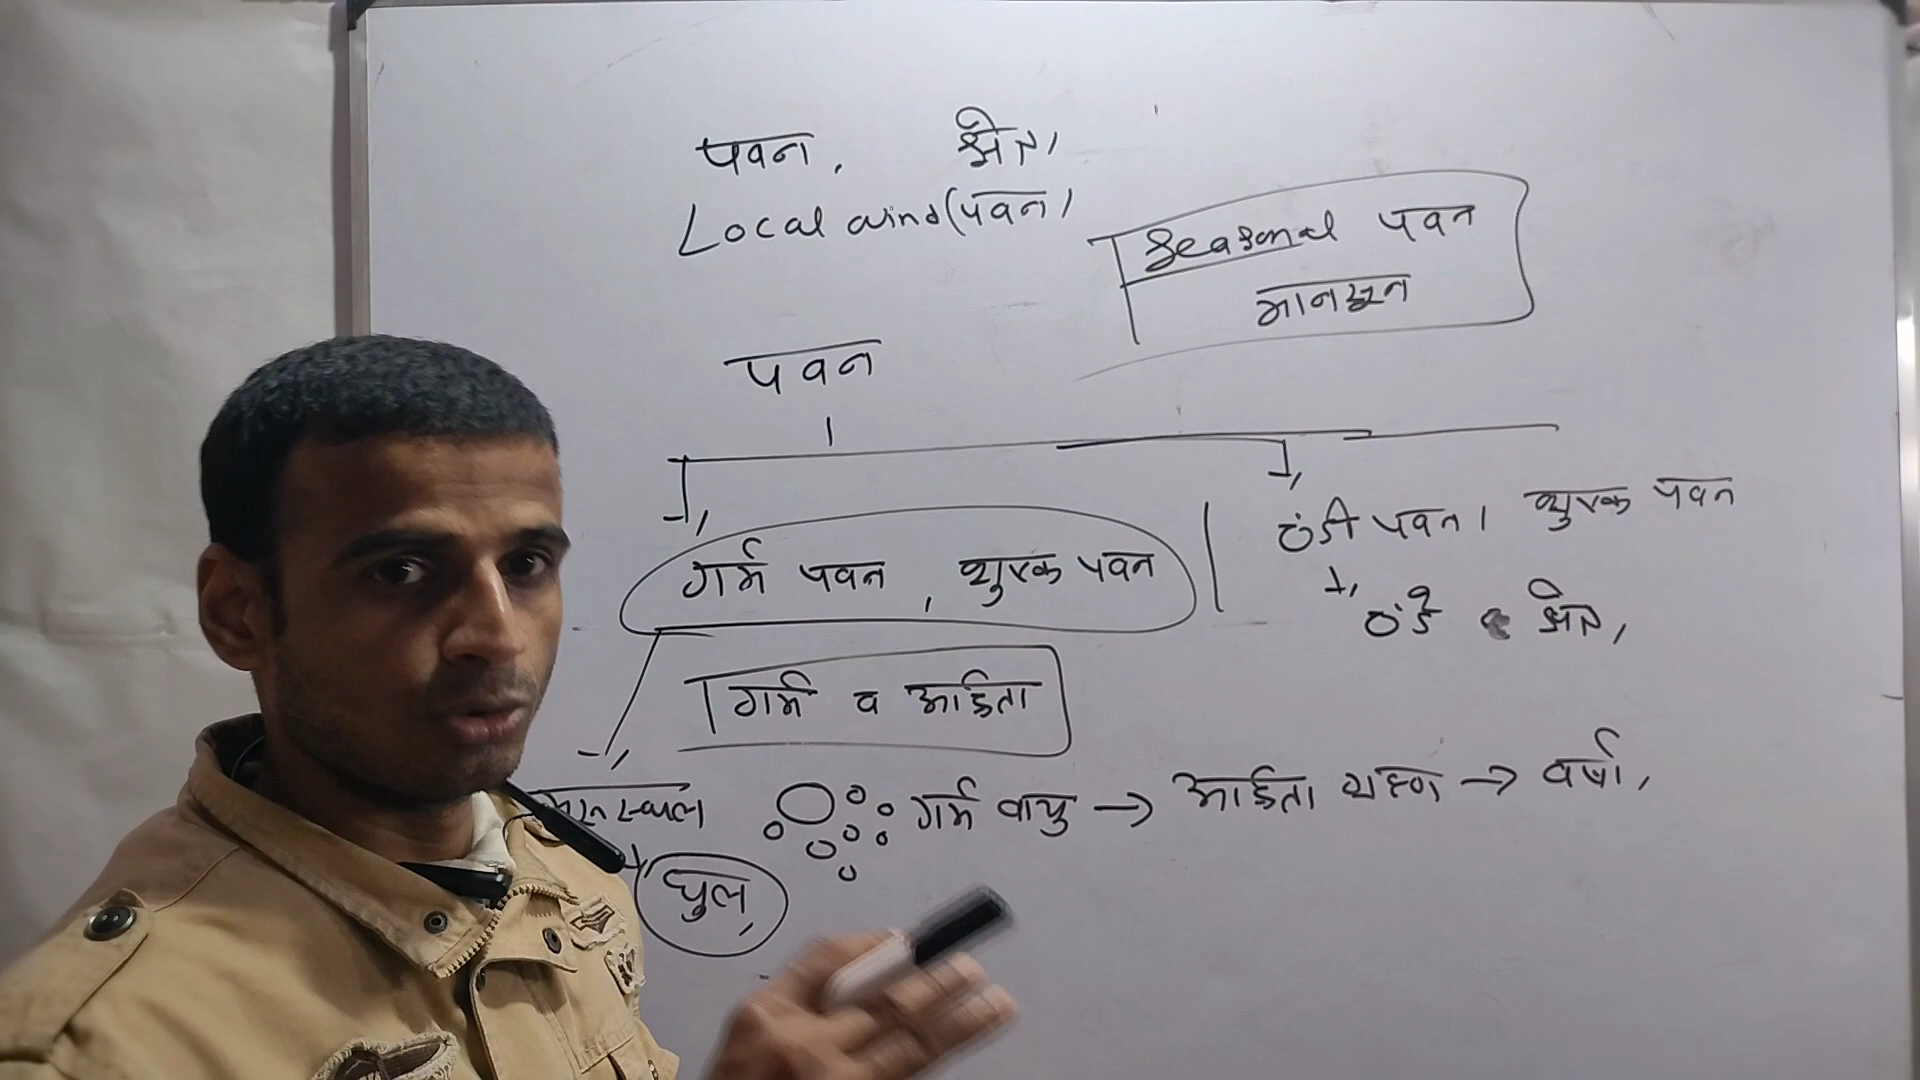 पवन, क्षेत्र,
Local wind (पवन)
Seasonal पवन
मानसून
पवन
गर्म पवन, शुष्क पवन
ठंडी पवन, शुष्क पवन
ठंडे क्षेत्र,
गर्म व आर्द्रता
गर्म वायु → आर्द्रता ग्रहण → वर्षा,
धुल,